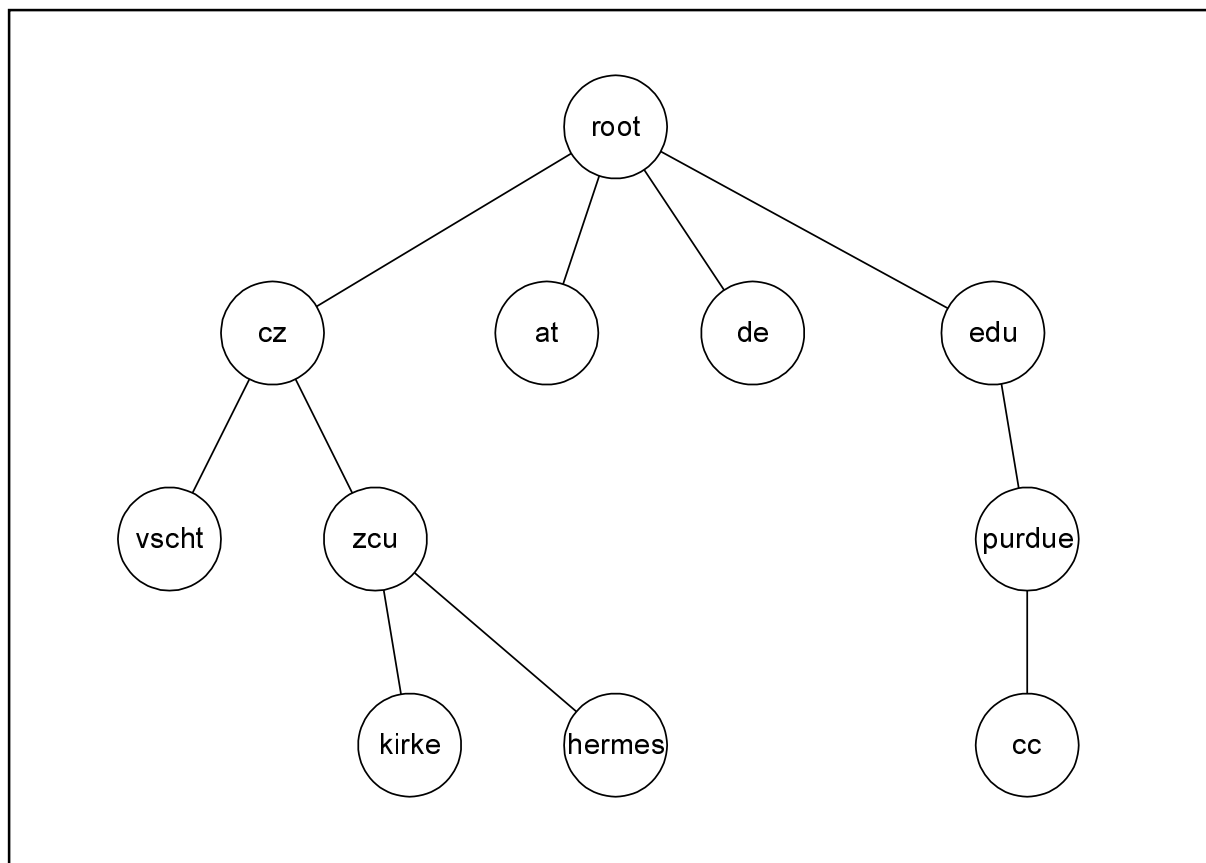 root
cz
at
de
edu
vscht
zcu
purdue
kirke
hermes
cc